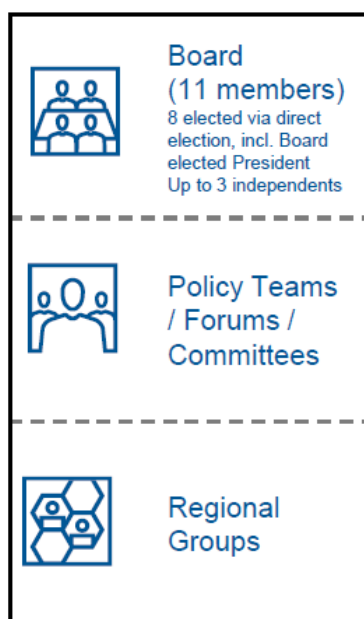 Board
(11 members)
8 elected via direct
election, incl. Board
elected President
Up to 3 independents
Policy Teams
/ Forums /
Committees
Regional
Groups